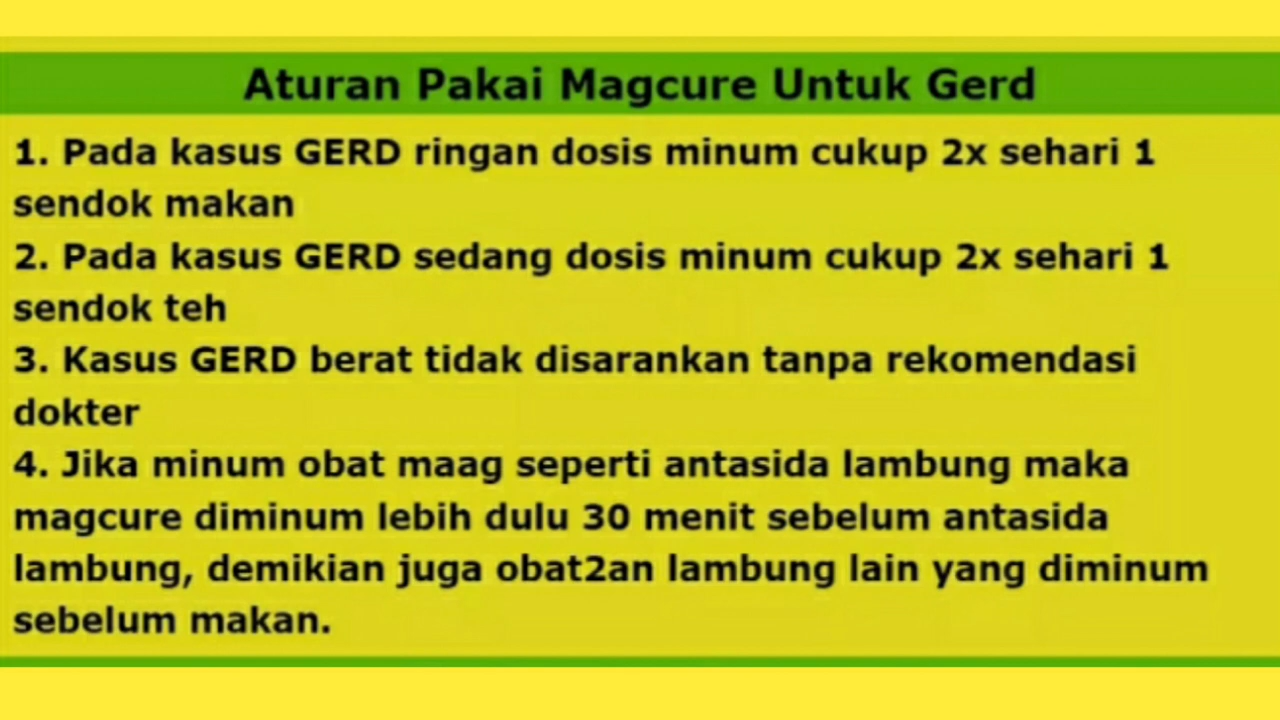 Aturan Pakai Magcure Untuk Gerd
1. Pada kasus GERD ringan dosis minum cukup 2x sehari 1
sendok makan
2. Pada kasus GERD sedang dosis minum cukup 2x sehari 1
sendok teh
3. Kasus GERD berat tidak disarankan tanpa rekomendasi
dokter
4. Jika minum obat maag seperti antasida lambung maka
magcure diminum lebih dulu 30 menit sebelum antasida
lambung, demikian juga obat2an lambung lain yang diminum
sebelum makan.